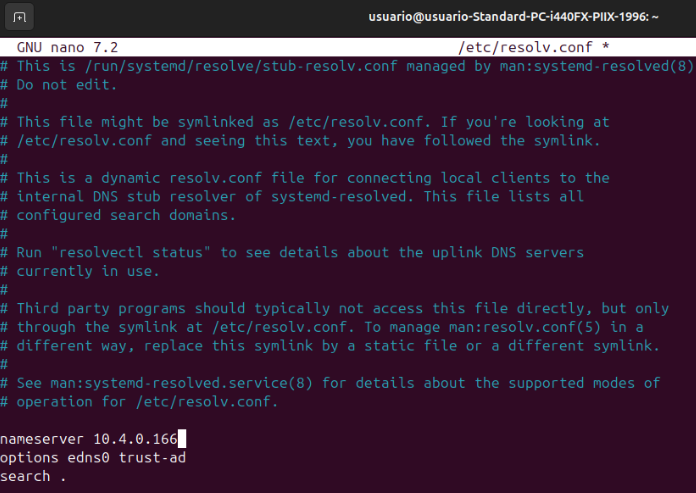 usuario@usuario-Standard-PC-i440FX-PIIX-1996: ~
GNU nano 7.2 /etc/resolv.conf *
# This is /run/systemd/resolve/stub-resolv.conf managed by man:systemd-resolved(8)
# Do not edit.
#
# This file might be symlinked as /etc/resolv.conf. If you're looking at
# /etc/resolv.conf and seeing this text, you have followed the symlink.
#
# This is a dynamic resolv.conf file for connecting local clients to the
# internal DNS stub resolver of systemd-resolved. This file lists all
# configured search domains.
#
# Run "resolvectl status" to see details about the uplink DNS servers
# currently in use.
#
# Third party programs should typically not access this file directly, but only
# through the symlink at /etc/resolv.conf. To manage man:resolv.conf(5) in a
# different way, replace this symlink by a static file or a different symlink.
#
# See man:systemd-resolved.service(8) for details about the supported modes of
# operation for /etc/resolv.conf.
nameserver 10.4.0.166
options edns0 trust-ad
search .